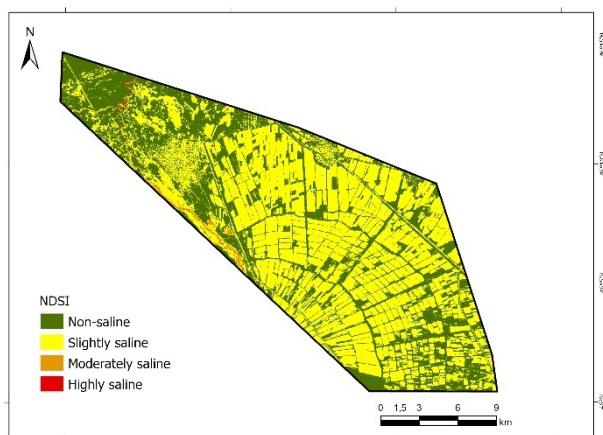 N
NDSI
Non-saline
Slightly saline
Moderately saline
Highly saline
0 1,5 3 6 9
km